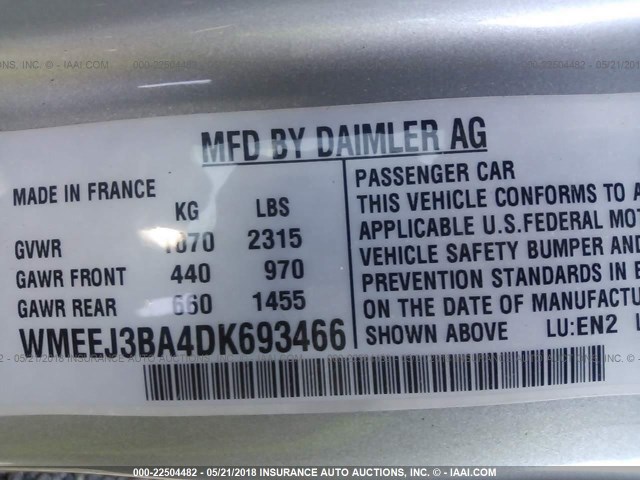 MFD BY DAIMLER AG
MADE IN FRANCE
KG LBS
GVWR 1070 2315
GAWR FRONT 440 970
GAWR REAR 660 1455
WMEEJ3BA4DK693466
PASSENGER CAR
THIS VEHICLE CONFORMS TO A
APPLICABLE U.S.FEDERAL MO
VEHICLE SAFETY BUMPER AND
PREVENTION STANDARDS IN E
ON THE DATE OF MANUFACTU
SHOWN ABOVE LU:EN2
000-22504482 - 05/21/2018 INSURANCE AUTO AUCTIONS, INC. - IAAI.COM